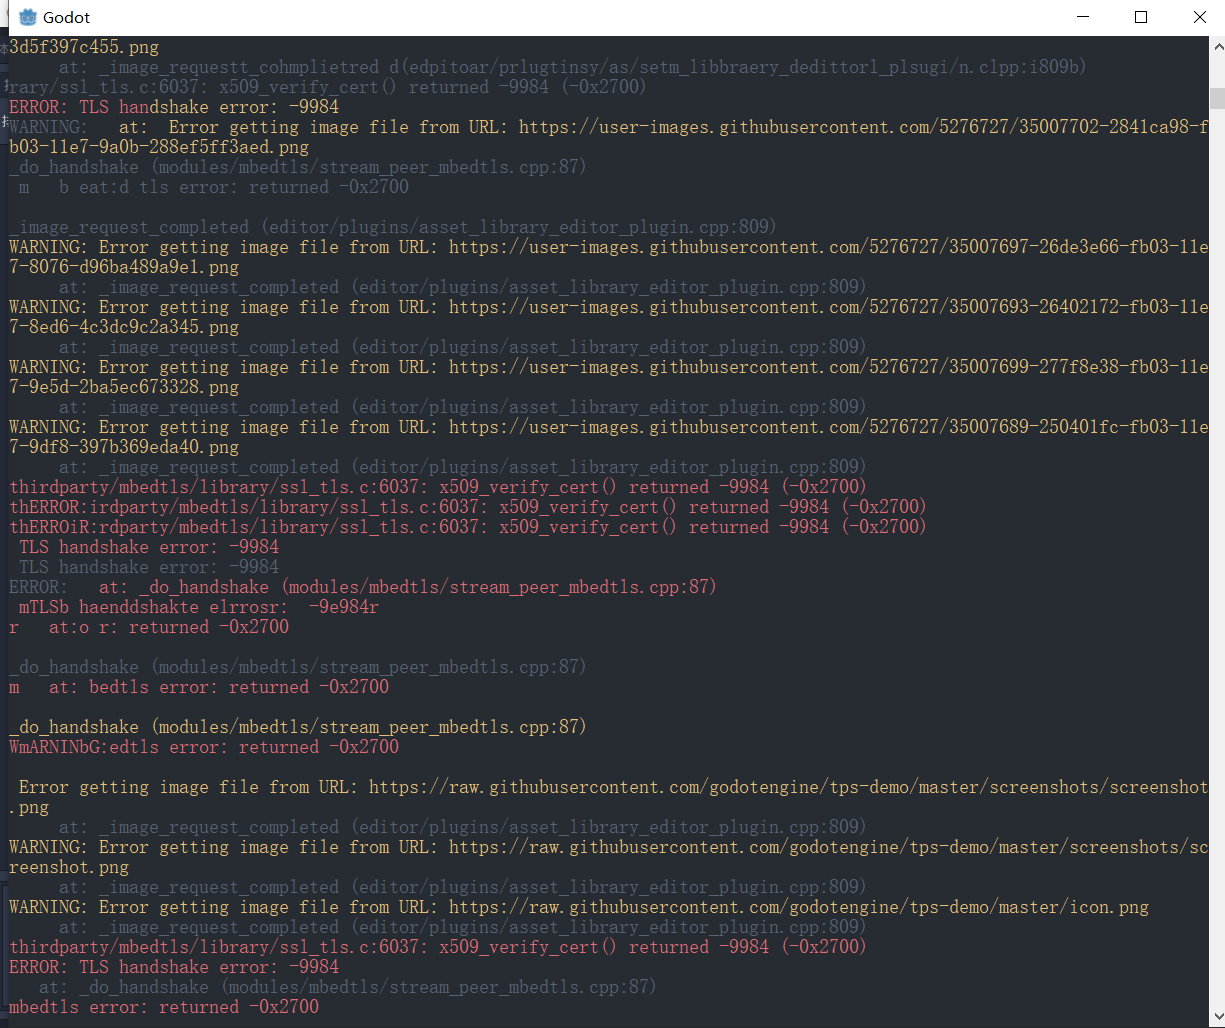 Godot
3d5f397c455.png
at: _image_requestt_cohmplietred d(edpitoar/prlugtinsy/as/setm_libbraery_dedittorl_plsugi/n.clpp:i809b)
rary/ssl_tls.c:6037: x509_verify_cert() returned -9984 (-0x2700)
ERROR: TLS handshake error: -9984
WARNING:   at:  Error getting image file from URL: https://user-images.githubusercontent.com/5276727/35007702-2841ca98-f
b03-11e7-9a0b-288ef5ff3aed.png
_do_handshake (modules/mbedtls/stream_peer_mbedtls.cpp:87)
m   b eat:d tls error: returned -0x2700
_image_request_completed (editor/plugins/asset_library_editor_plugin.cpp:809)
WARNING: Error getting image file from URL: https://user-images.githubusercontent.com/5276727/35007697-26de3e66-fb03-11e
7-8076-d96ba489a9e1.png
at: _image_request_completed (editor/plugins/asset_library_editor_plugin.cpp:809)
WARNING: Error getting image file from URL: https://user-images.githubusercontent.com/5276727/35007693-26402172-fb03-11e
7-8ed6-4c3dc9c2a345.png
at: _image_request_completed (editor/plugins/asset_library_editor_plugin.cpp:809)
WARNING: Error getting image file from URL: https://user-images.githubusercontent.com/5276727/35007699-277f8e38-fb03-11e
7-9e5d-2ba5ec673328.png
at: _image_request_completed (editor/plugins/asset_library_editor_plugin.cpp:809)
WARNING: Error getting image file from URL: https://user-images.githubusercontent.com/5276727/35007689-250401fc-fb03-11e
7-9df8-397b369eda40.png
at: _image_request_completed (editor/plugins/asset_library_editor_plugin.cpp:809)
thirdparty/mbedtls/library/ssl_tls.c:6037: x509_verify_cert() returned -9984 (-0x2700)
thERROR:irdparty/mbedtls/library/ssl_tls.c:6037: x509_verify_cert() returned -9984 (-0x2700)
thERROiR:rdparty/mbedtls/library/ssl_tls.c:6037: x509_verify_cert() returned -9984 (-0x2700)
TLS handshake error: -9984
TLS handshake error: -9984
ERROR:   at: _do_handshake (modules/mbedtls/stream_peer_mbedtls.cpp:87)
mTLSb haenddshakte elrrosr:  -9e984r
r   at:o r: returned -0x2700
_do_handshake (modules/mbedtls/stream_peer_mbedtls.cpp:87)
m   at: bedtls error: returned -0x2700
_do_handshake (modules/mbedtls/stream_peer_mbedtls.cpp:87)
WmARNINbG:edtls error: returned -0x2700
Error getting image file from URL: https://raw.githubusercontent.com/godotengine/tps-demo/master/screenshots/screenshot
.png
at: _image_request_completed (editor/plugins/asset_library_editor_plugin.cpp:809)
WARNING: Error getting image file from URL: https://raw.githubusercontent.com/godotengine/tps-demo/master/screenshots/sc
reenshot.png
at: _image_request_completed (editor/plugins/asset_library_editor_plugin.cpp:809)
WARNING: Error getting image file from URL: https://raw.githubusercontent.com/godotengine/tps-demo/master/icon.png
at: _image_request_completed (editor/plugins/asset_library_editor_plugin.cpp:809)
thirdparty/mbedtls/library/ssl_tls.c:6037: x509_verify_cert() returned -9984 (-0x2700)
ERROR: TLS handshake error: -9984
at: _do_handshake (modules/mbedtls/stream_peer_mbedtls.cpp:87)
mbedtls error: returned -0x2700